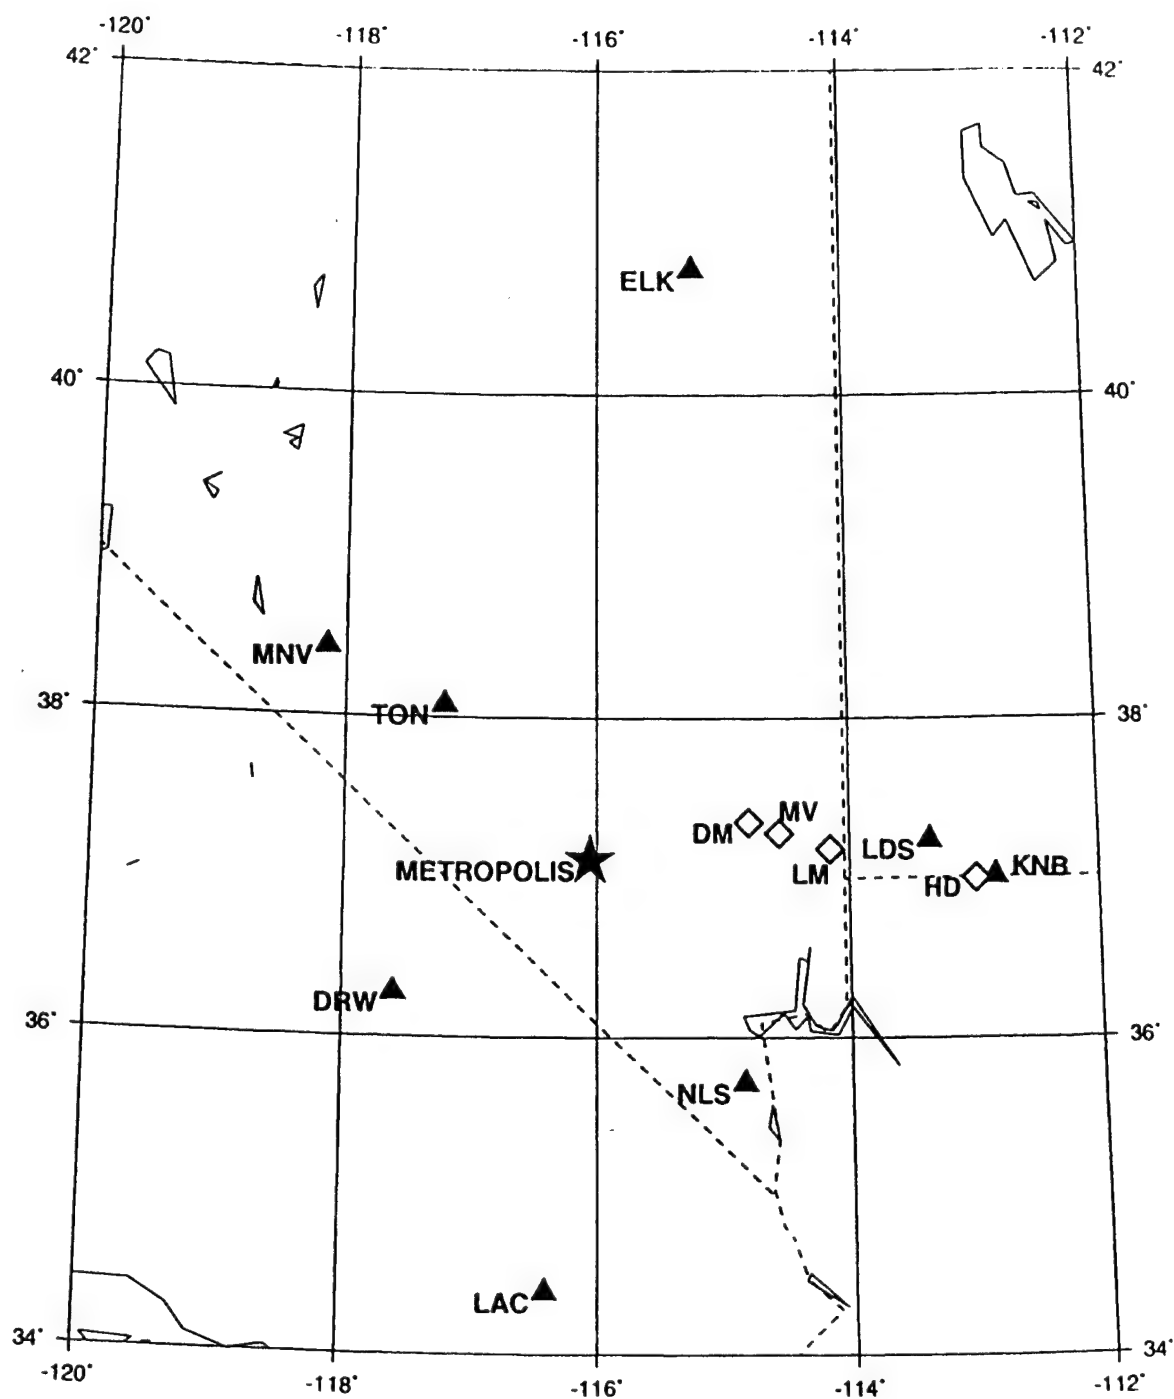 -120° -118° -116° -114° -112°
42° 42°
ELK
40° 40°
MNV
38° TON 38°
MV
DM
LDS
METROPOLIS LM KNB
HD
DRW
36° 36°
NLS
LAC
34° 34°
-120° -118° -116° -114° -112°